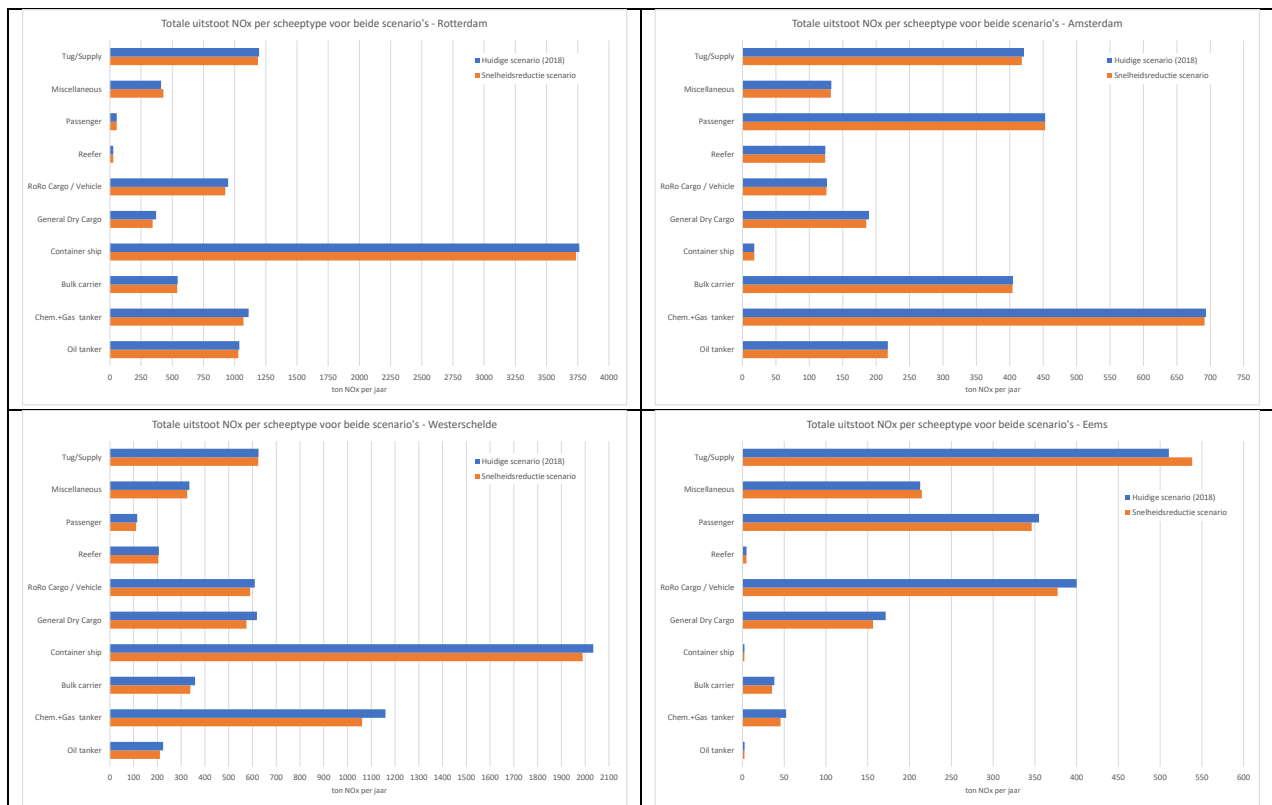 Totale uitstoot NOx per scheeptype voor beide scenario's - Rotterdam
Tug/Supply
Miscellaneous
Passenger
Reefer
RoRo Cargo / Vehicle
General Dry Cargo
Container ship
Bulk carrier
Chem.+Gas tanker
Oil tanker
Huidige scenario (2018)
Snelheidsreductie scenario
0 250 500 750 1000 1250 1500 1750 2000 2250 2500 2750 3000 3250 3500 3750 4000
ton NOx per jaar
Totale uitstoot NOx per scheeptype voor beide scenario's - Amsterdam
Tug/Supply
Miscellaneous
Passenger
Reefer
RoRo Cargo / Vehicle
General Dry Cargo
Container ship
Bulk carrier
Chem.+Gas tanker
Oil tanker
Huidige scenario (2018)
Snelheidsreductie scenario
0 50 100 150 200 250 300 350 400 450 500 550 600 650 700 750
ton NOx per jaar
Totale uitstoot NOx per scheeptype voor beide scenario's - Westerschelde
Tug/Supply
Miscellaneous
Passenger
Reefer
RoRo Cargo / Vehicle
General Dry Cargo
Container ship
Bulk carrier
Chem.+Gas tanker
Oil tanker
Huidige scenario (2018)
Snelheidsreductie scenario
0 100 200 300 400 500 600 700 800 900 1000 1100 1200 1300 1400 1500 1600 1700 1800 1900 2000 2100
ton NOx per jaar
Totale uitstoot NOx per scheeptype voor beide scenario's - Eems
Tug/Supply
Miscellaneous
Passenger
Reefer
RoRo Cargo / Vehicle
General Dry Cargo
Container ship
Bulk carrier
Chem.+Gas tanker
Oil tanker
Huidige scenario (2018)
Snelheidsreductie scenario
0 50 100 150 200 250 300 350 400 450 500 550 600
ton NOx per jaar